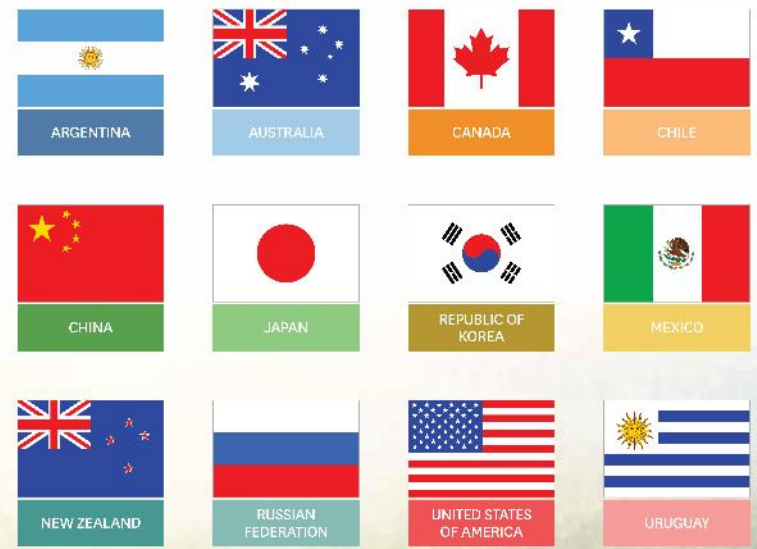 ARGENTINA
AUSTRALIA
CANADA
CHILE
CHINA
JAPAN
REPUBLIC OF
KOREA
MEXICO
NEW ZEALAND
RUSSIAN
FEDERATION
UNITED STATES
OF AMERICA
URUGUAY